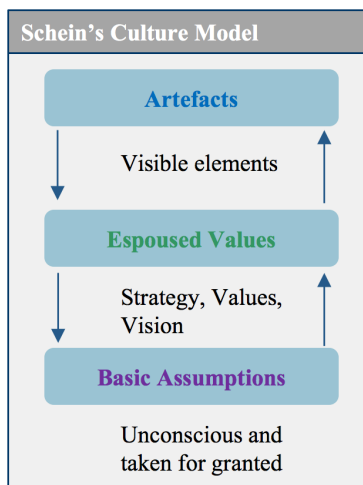 Schein’s Culture Model
Artefacts
Visible elements
Espoused Values
Strategy, Values,
Vision
Basic Assumptions
Unconscious and
taken for granted